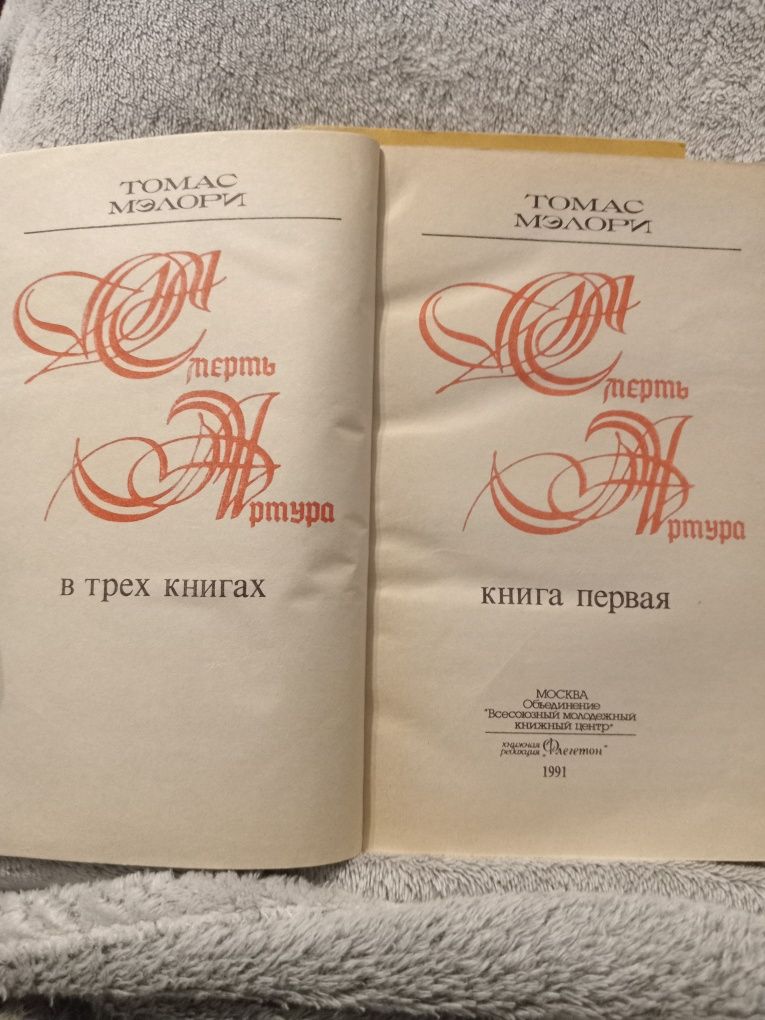 ТОМАС
МЭЛОРИ
Смерть
Артура
в трех книгах
ТОМАС
МЭЛОРИ
Смерть
Артура
книга первая
МОСКВА
Объединение
"Всесоюзный молодежный
книжный центр"
книжная
редакция „Флегетон"
1991